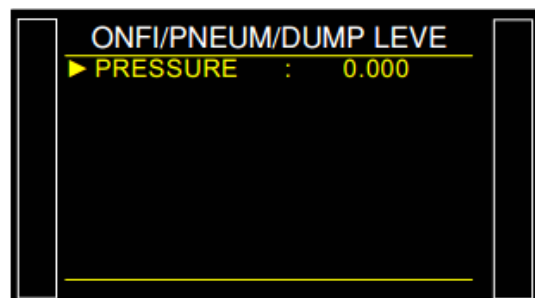 ONFI/PNEUM/DUMP LEVE
▶ PRESSURE : 0.000